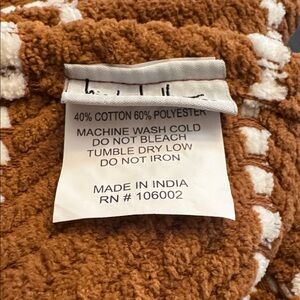 40% COTTON 60% POLYESTER
MACHINE WASH COLD
DO NOT BLEACH
TUMBLE DRY LOW
DO NOT IRON
MADE IN INDIA
RN # 106002